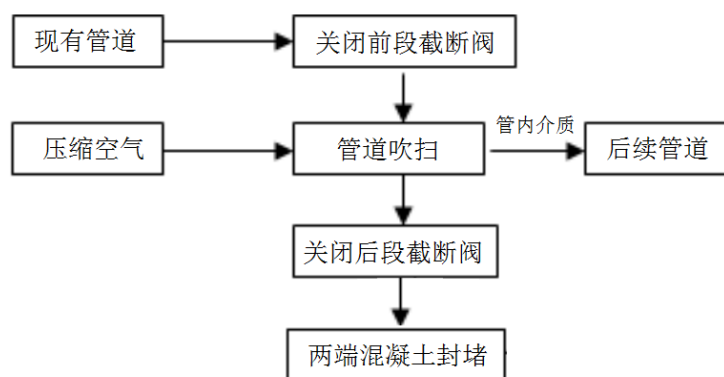 现有管道
关闭前段截断阀
管内介质
压缩空气
管道吹扫
后续管道
关闭后段截断阀
两端混凝土封堵